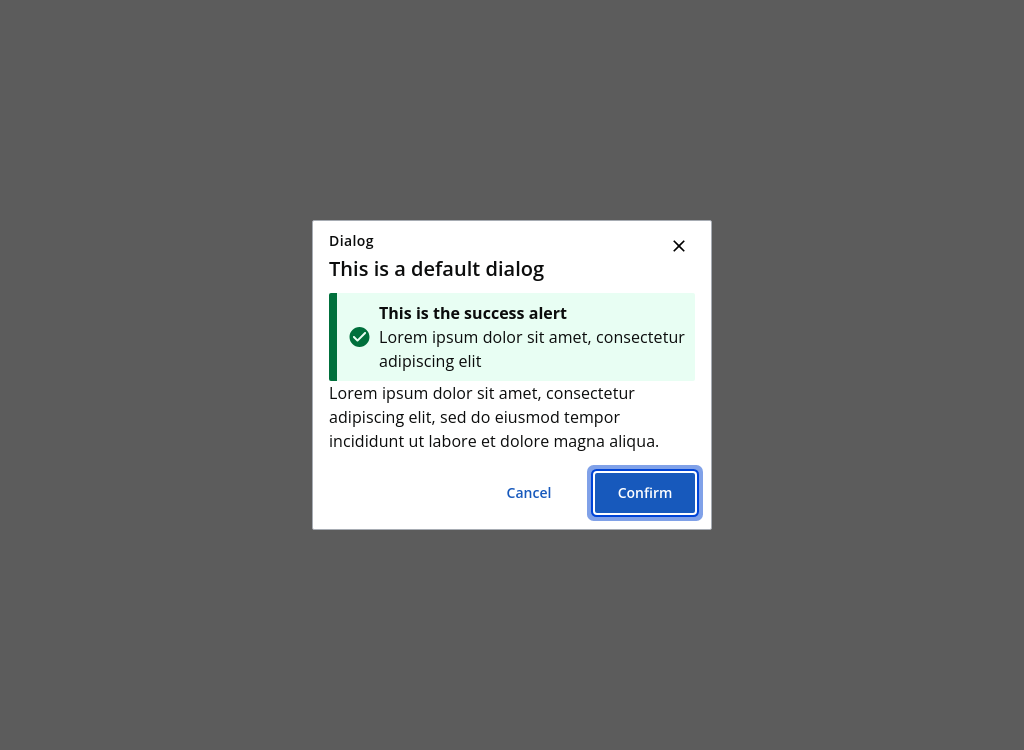 Dialog
This is a default dialog
This is the success alert
Lorem ipsum dolor sit amet, consectetur
adipiscing elit
Lorem ipsum dolor sit amet, consectetur
adipiscing elit, sed do eiusmod tempor
incididunt ut labore et dolore magna aliqua.
Cancel
Confirm